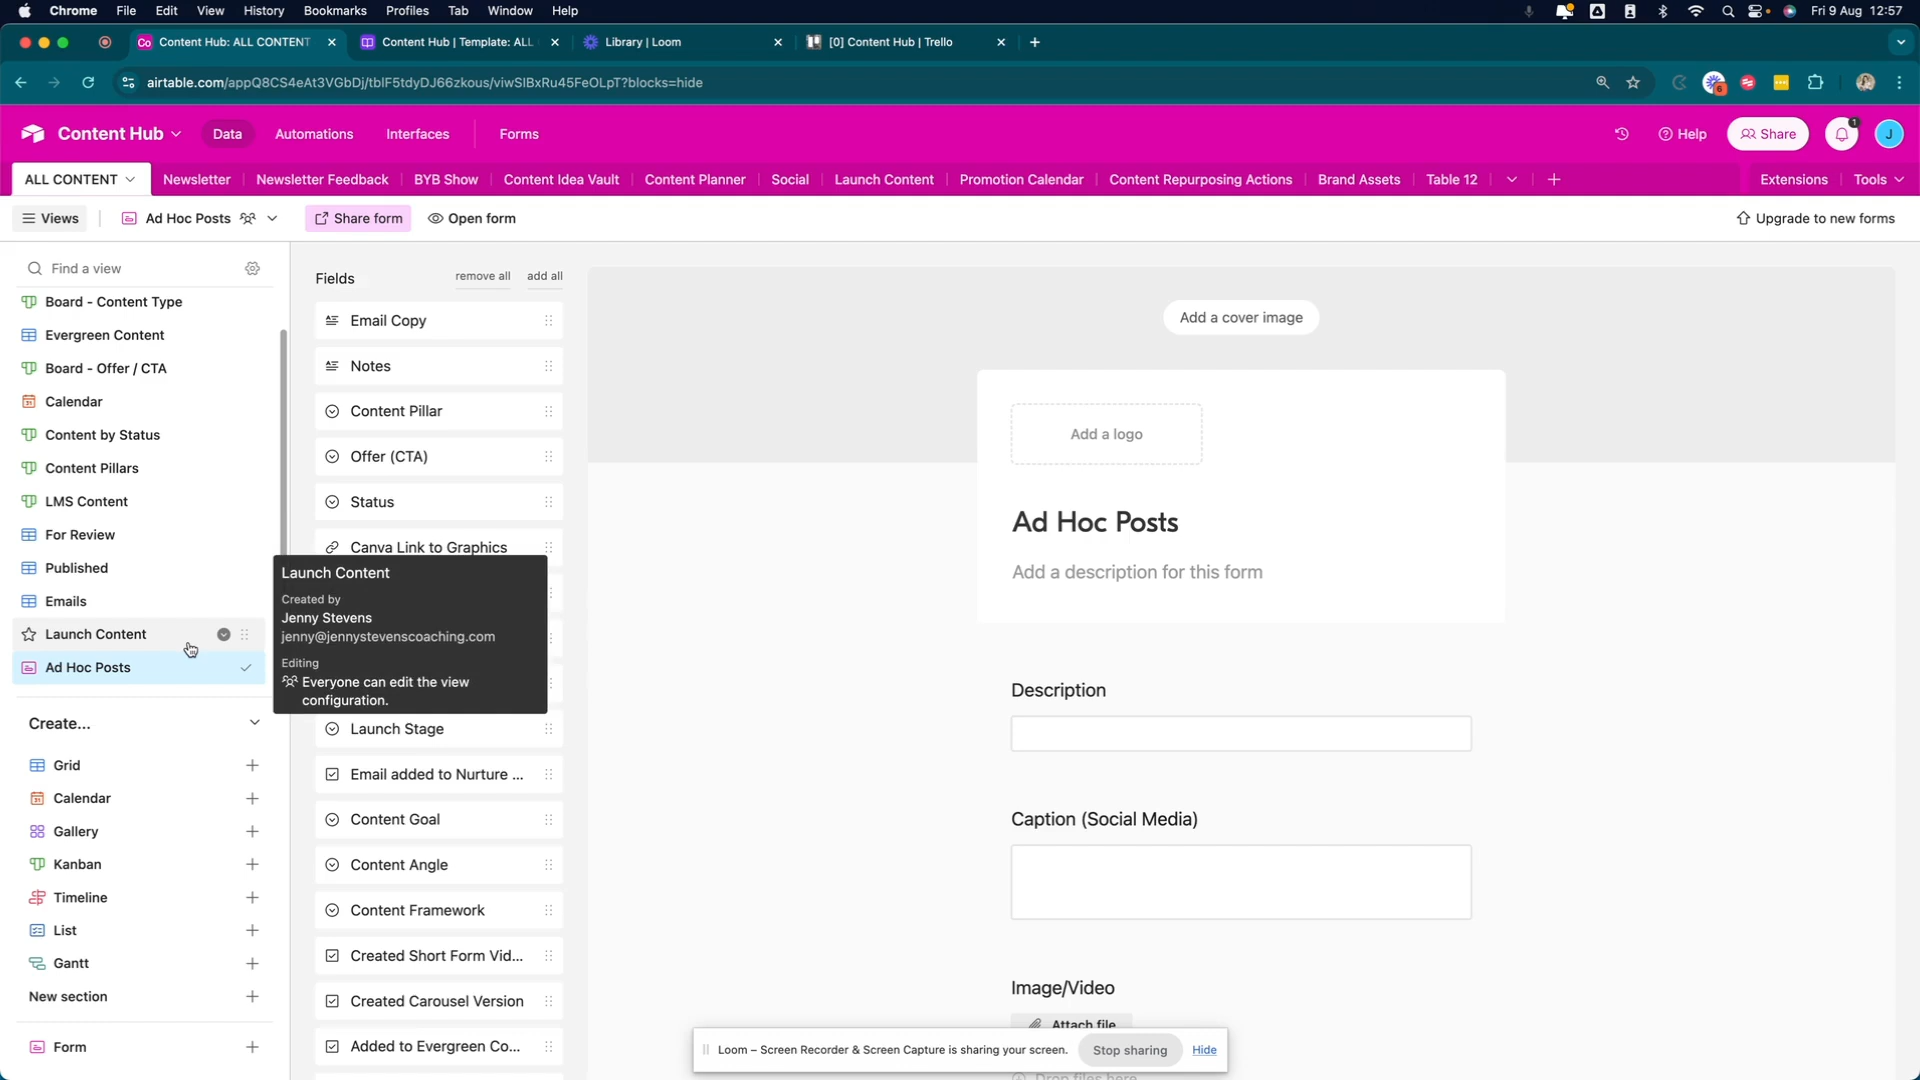 Chrome File Edit View History Bookmarks Profiles Tab Window Help
Fri 9 Aug 12:57
Co Content Hub: ALL CONTENT
Content Hub | Template: ALL
Library | Loom
[0] Content Hub | Trello
airtable.com/appQ8CS4eAt3VGbDj/tblF5tdyDJ66zkous/viwSIBxRu45FeOLpT?blocks=hide
6
Content Hub
Data
Automations
Interfaces
Forms
Help
Share
1
J
ALL CONTENT
Newsletter
Newsletter Feedback
BYB Show
Content Idea Vault
Content Planner
Social
Launch Content
Promotion Calendar
Content Repurposing Actions
Brand Assets
Table 12
Extensions
Tools
Views
Ad Hoc Posts
Share form
Open form
Upgrade to new forms
Find a view
Board - Content Type
Evergreen Content
Board - Offer / CTA
Calendar
Content by Status
Content Pillars
LMS Content
For Review
Published
Emails
Launch Content
Ad Hoc Posts
Create...
Grid
Calendar
Gallery
Kanban
Timeline
List
Gantt
New section
Form
Fields
remove all
add all
Email Copy
Notes
Content Pillar
Offer (CTA)
Status
Canva Link to Graphics
Launch Content
Created by
Jenny Stevens
jenny@jennystevenscoaching.com
Editing
Everyone can edit the view
configuration.
Launch Stage
Email added to Nurture ...
Content Goal
Content Angle
Content Framework
Created Short Form Vid...
Created Carousel Version
Added to Evergreen Co...
Add a cover image
Add a logo
Ad Hoc Posts
Add a description for this form
Description
Caption (Social Media)
Image/Video
Attach file
Loom – Screen Recorder & Screen Capture is sharing your screen.
Stop sharing
Hide
Drop files here